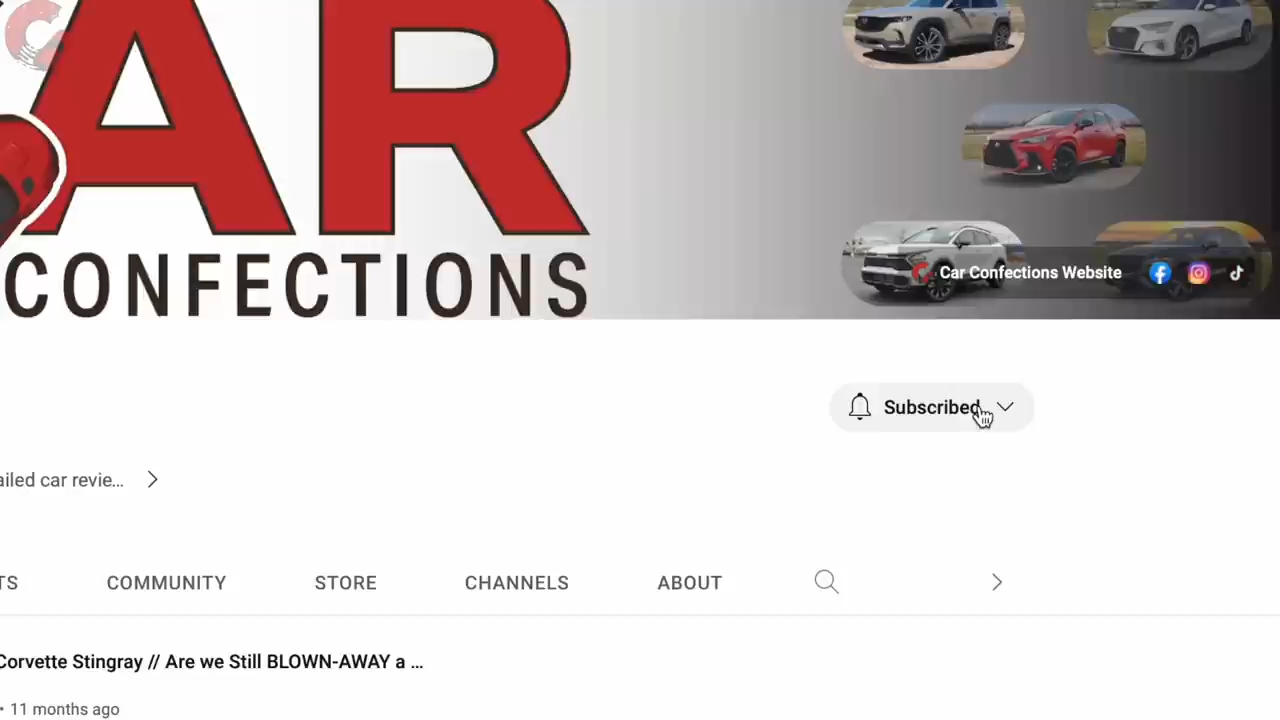 AR
CONFECTIONS
Car Confections Website
Subscribed
ailed car revie...
TS COMMUNITY STORE CHANNELS ABOUT
Corvette Stingray // Are we Still BLOWN-AWAY a ...
• 11 months ago